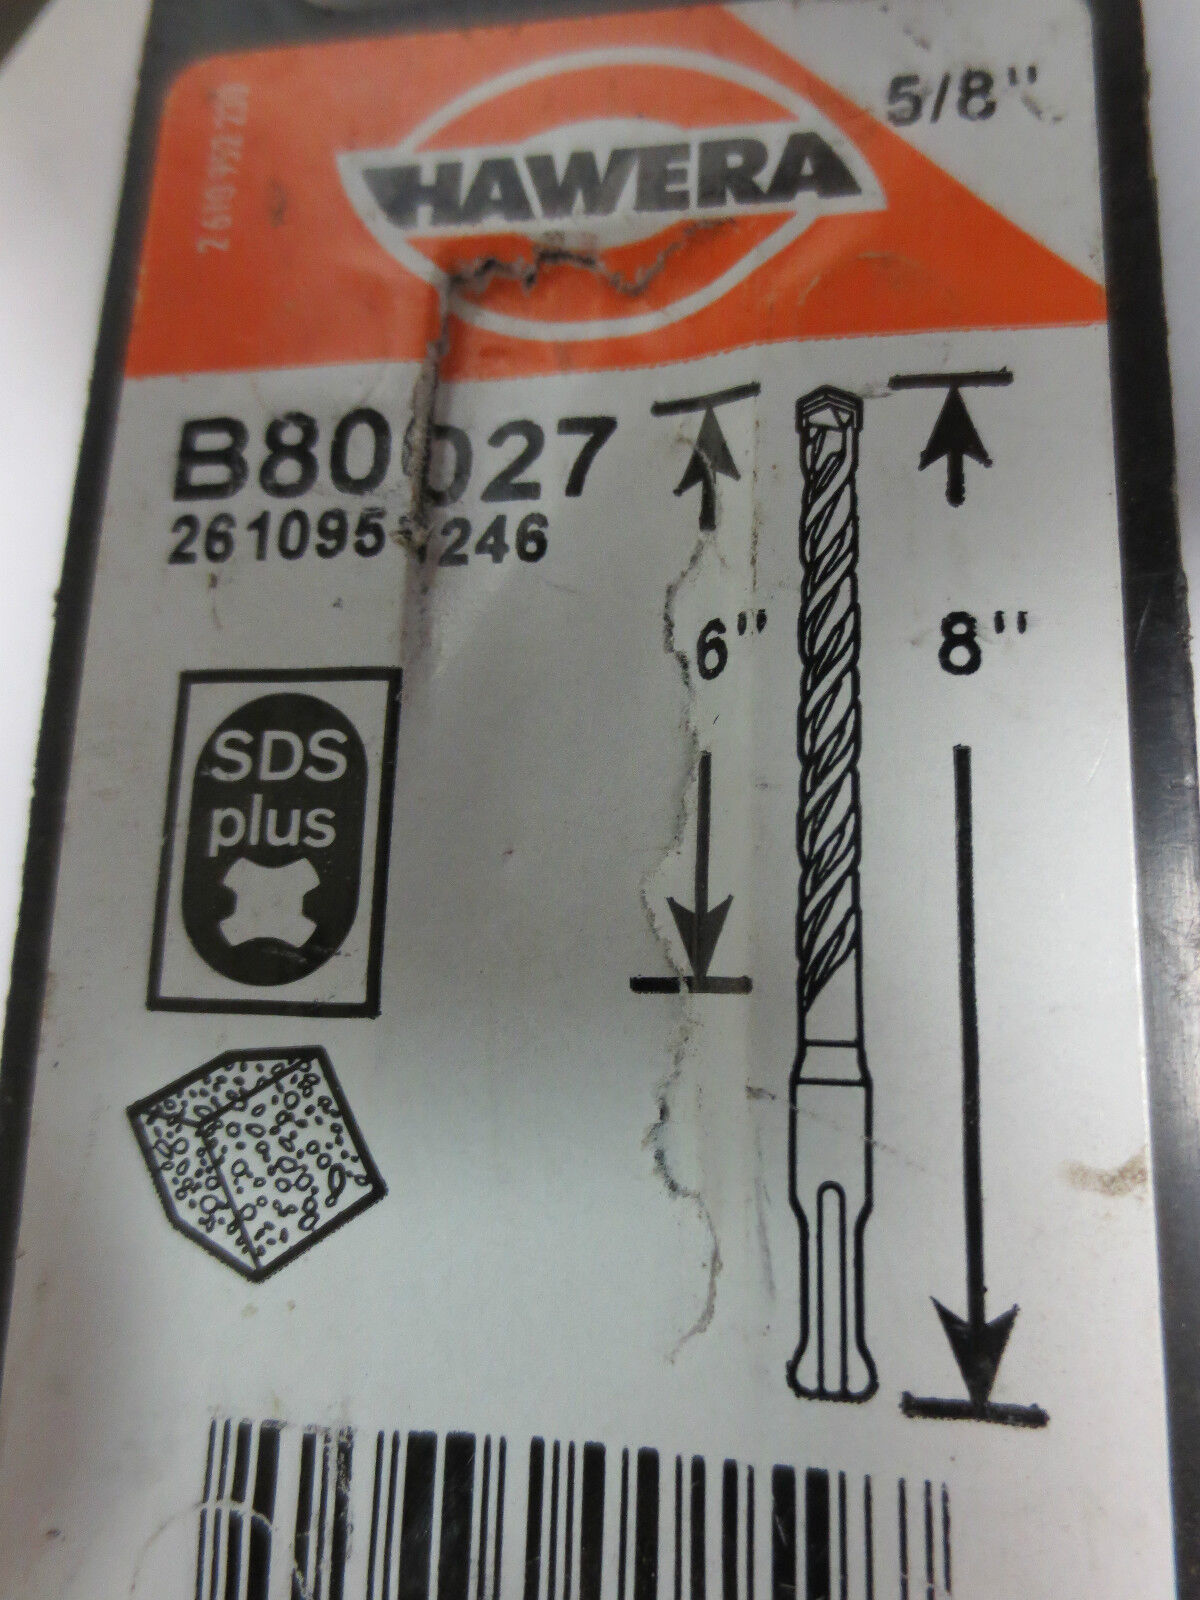 5/8"
HAWERA
B80027
6"
8"
SDS
plus